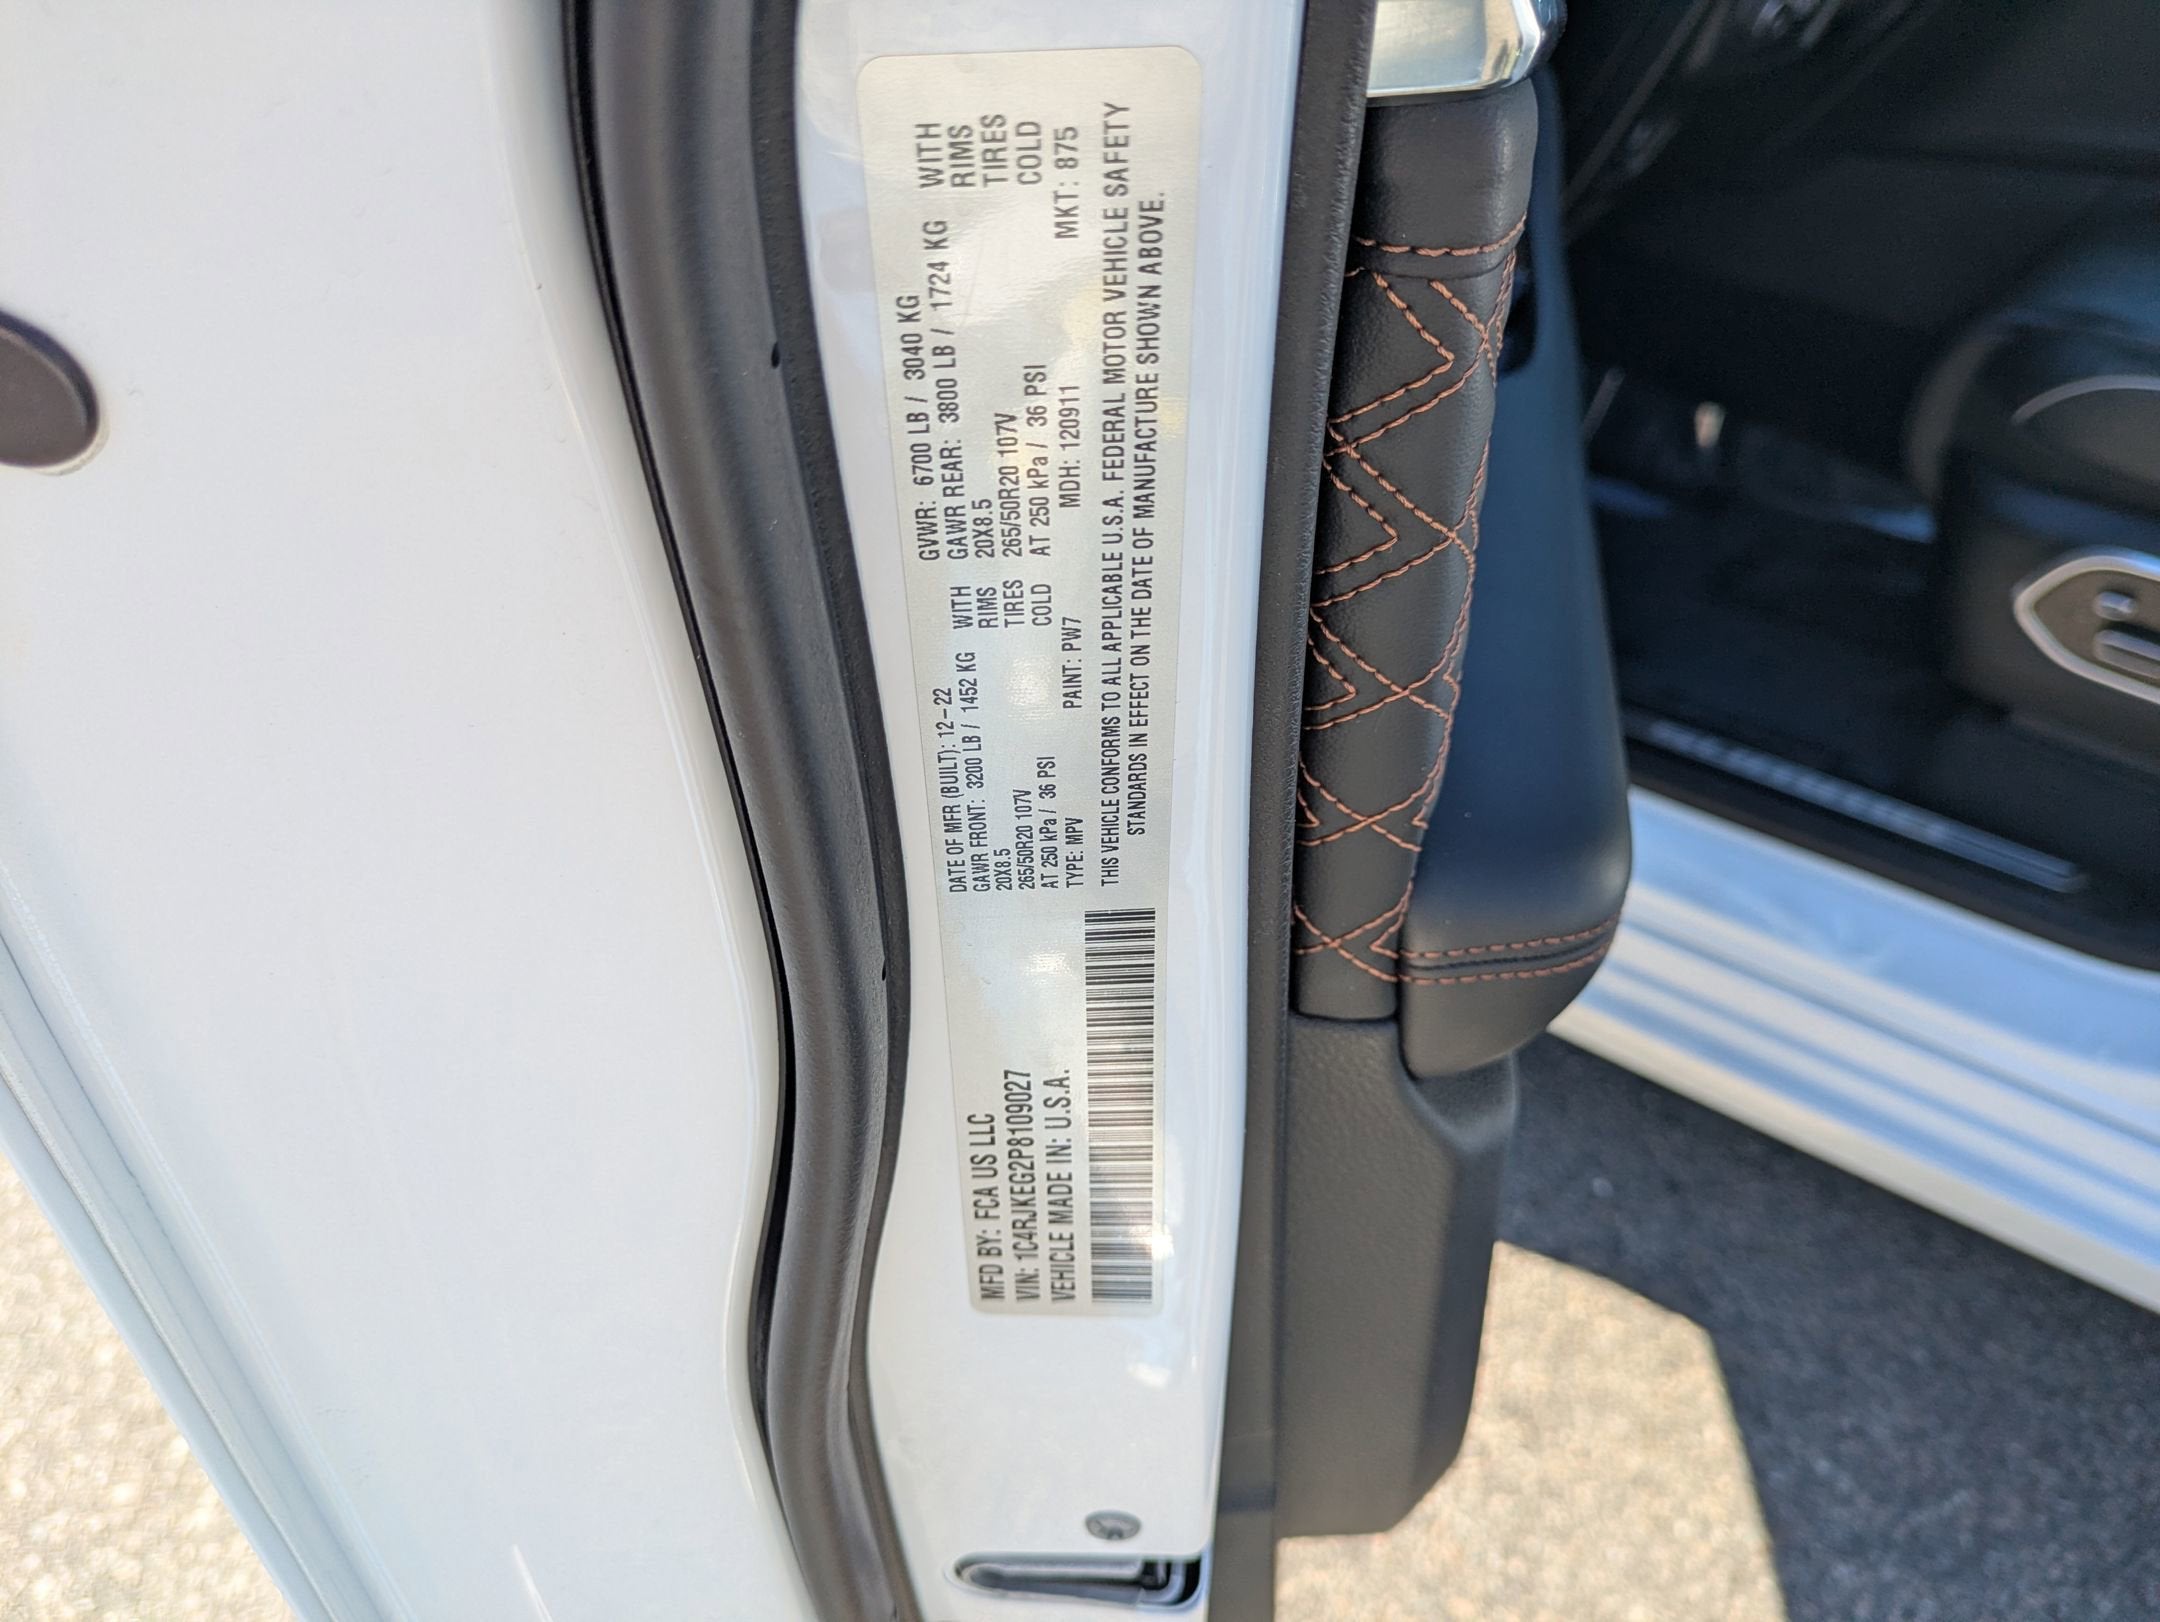 MFD BY: FCA US LLC
VIN: 1C4RJKEG2P8109027
VEHICLE MADE IN: U.S.A.
DATE OF MFR (BUILT): 12-22 GVWR: 6700 LB / 3040 KG
GAWR FRONT: 3200 LB / 1452 KG WITH GAWR REAR: 3800 LB / 1724 KG WITH
20X8.5 RIMS 20X8.5 RIMS
265/50R20 107V TIRES 265/50R20 107V TIRES
AT 250 kPa / 36 PSI COLD AT 250 kPa / 36 PSI COLD
TYPE: MPV PAINT: PW7 MDH: 120911 MKT: 875
THIS VEHICLE CONFORMS TO ALL APPLICABLE U.S.A. FEDERAL MOTOR VEHICLE SAFETY
STANDARDS IN EFFECT ON THE DATE OF MANUFACTURE SHOWN ABOVE.